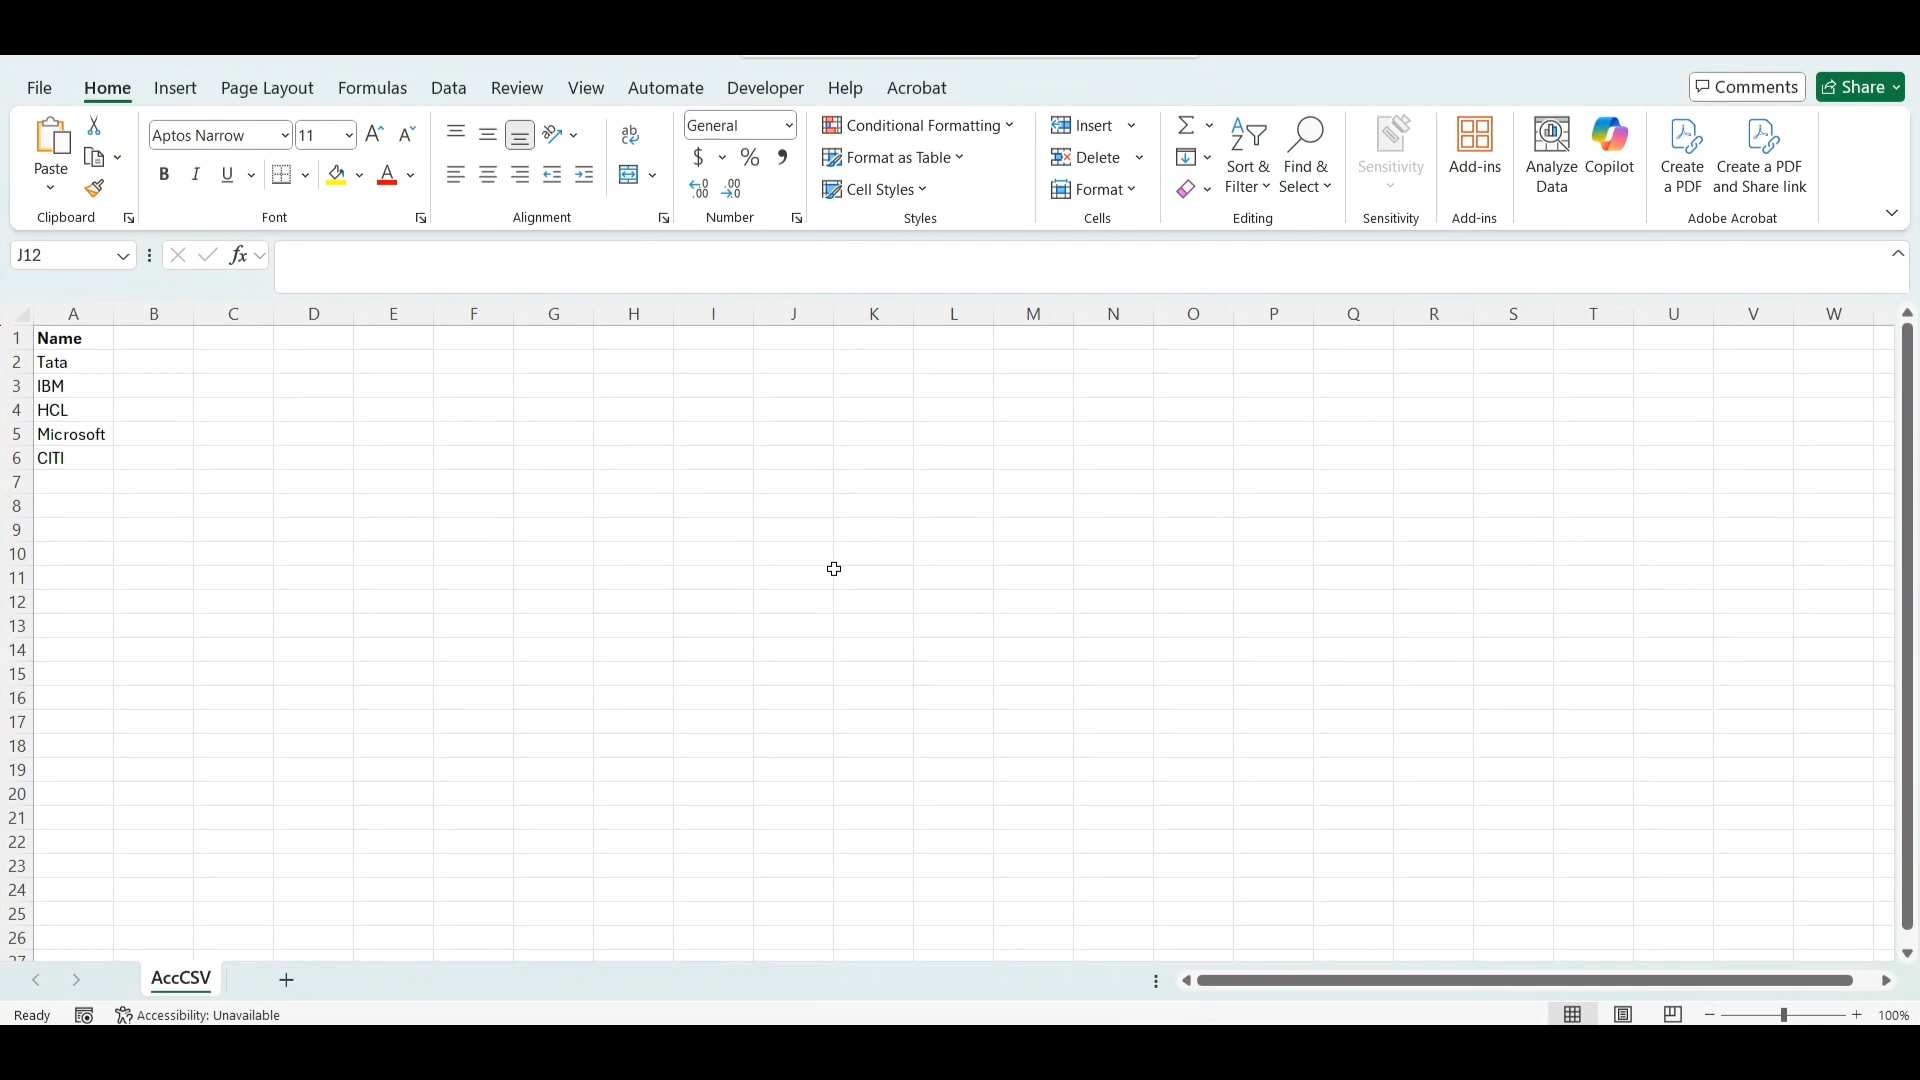 File Home Insert Page Layout Formulas Data Review View Automate Developer Help Acrobat Comments Share
Paste
Clipboard
Aptos Narrow 11
B I U A
Font
ab
Alignment
General
$ % 9
.00
Number
Conditional Formatting
Format as Table
Cell Styles
Styles
Insert
Delete
Format
Cells
Sort &
Filter
Find &
Select
Editing
Sensitivity
Sensitivity
Add-ins
Add-ins
Analyze
Data
Copilot
Create
a PDF
Create a PDF
and Share link
Adobe Acrobat
J12 fx
A B C D E F G H I J K L M N O P Q R S T U V W
1 Name
2 Tata
3 IBM
4 HCL
5 Microsoft
6 CITI
7
8
9
10
11
12
13
14
15
16
17
18
19
20
21
22
23
24
25
26
27
AccCSV
Ready Accessibility: Unavailable 100%